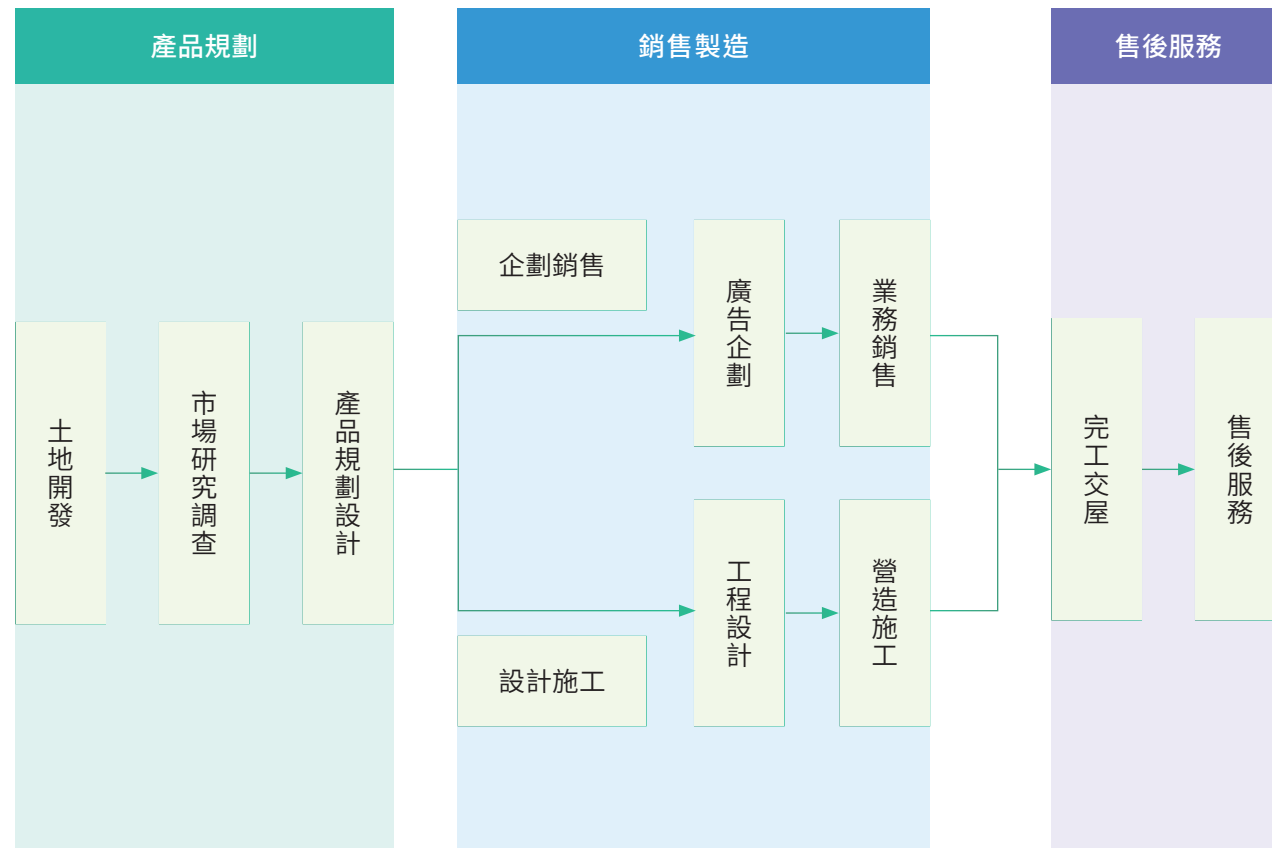 產品規劃
銷售製造
售後服務
土地開發
市場研究調查
產品規劃設計
企劃銷售
廣告企劃
業務銷售
設計施工
工程設計
營造施工
完工交屋
售後服務